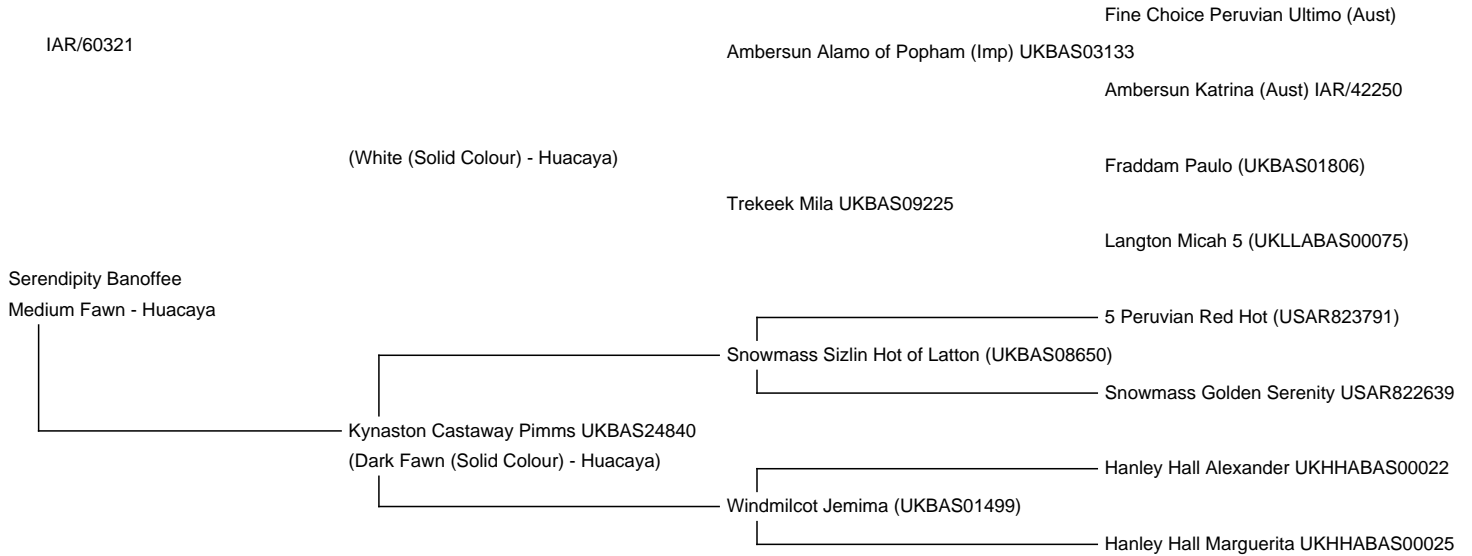 Fine Choice Peruvian Ultimo (Aust)
IAR/60321
Ambersun Alamo of Popham (Imp) UKBAS03133
Ambersun Katrina (Aust) IAR/42250
(White (Solid Colour) - Huacaya)
Fraddam Paulo (UKBAS01806)
Trekeek Mila UKBAS09225
Langton Micah 5 (UKLLABAS00075)
Serendipity Banoffee
Medium Fawn - Huacaya
5 Peruvian Red Hot (USAR823791)
Snowmass Sizlin Hot of Latton (UKBAS08650)
Snowmass Golden Serenity USAR822639
Kynaston Castaway Pimms UKBAS24840
(Dark Fawn (Solid Colour) - Huacaya)
Hanley Hall Alexander UKHHABAS00022
Windmilcot Jemima (UKBAS01499)
Hanley Hall Marguerita UKHHABAS00025